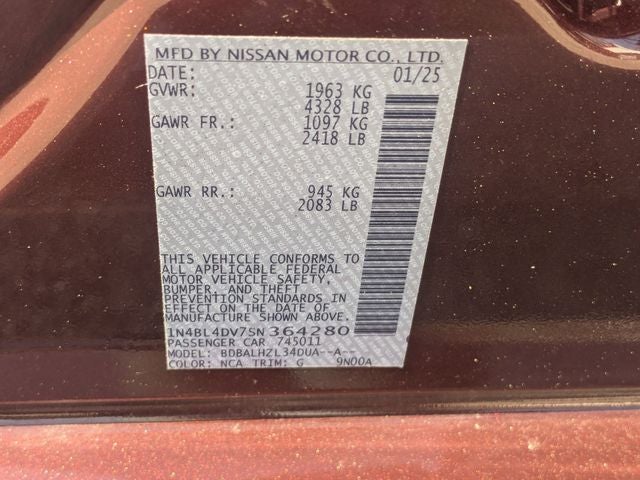 MFD BY NISSAN MOTOR CO., LTD.
DATE: 01/25
GVWR: 1963 KG
4328 LB
GAWR FR.: 1097 KG
2418 LB
GAWR RR.: 945 KG
2083 LB
THIS VEHICLE CONFORMS TO
ALL APPLICABLE FEDERAL
MOTOR VEHICLE SAFETY,
BUMPER, AND THEFT
PREVENTION STANDARDS IN
EFFECT ON THE DATE OF
MANUFACTURE SHOWN ABOVE.
1N4BL4DV7SN364280
PASSENGER CAR 745011
MODEL: BDBALHZL34DUA--A--
COLOR: NCA TRIM: G 9N00A